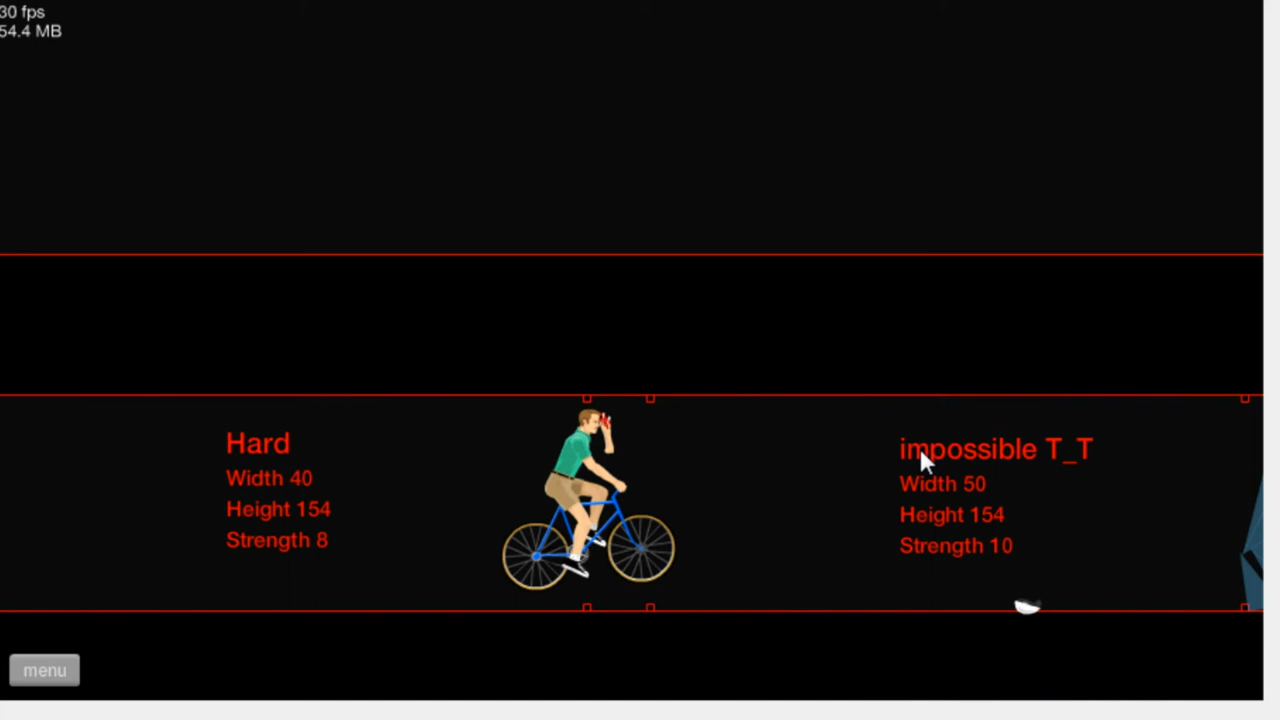 30 fps
54.4 MB
Hard
Width 40
Height 154
Strength 8
impossible T_T
Width 50
Height 154
Strength 10
menu